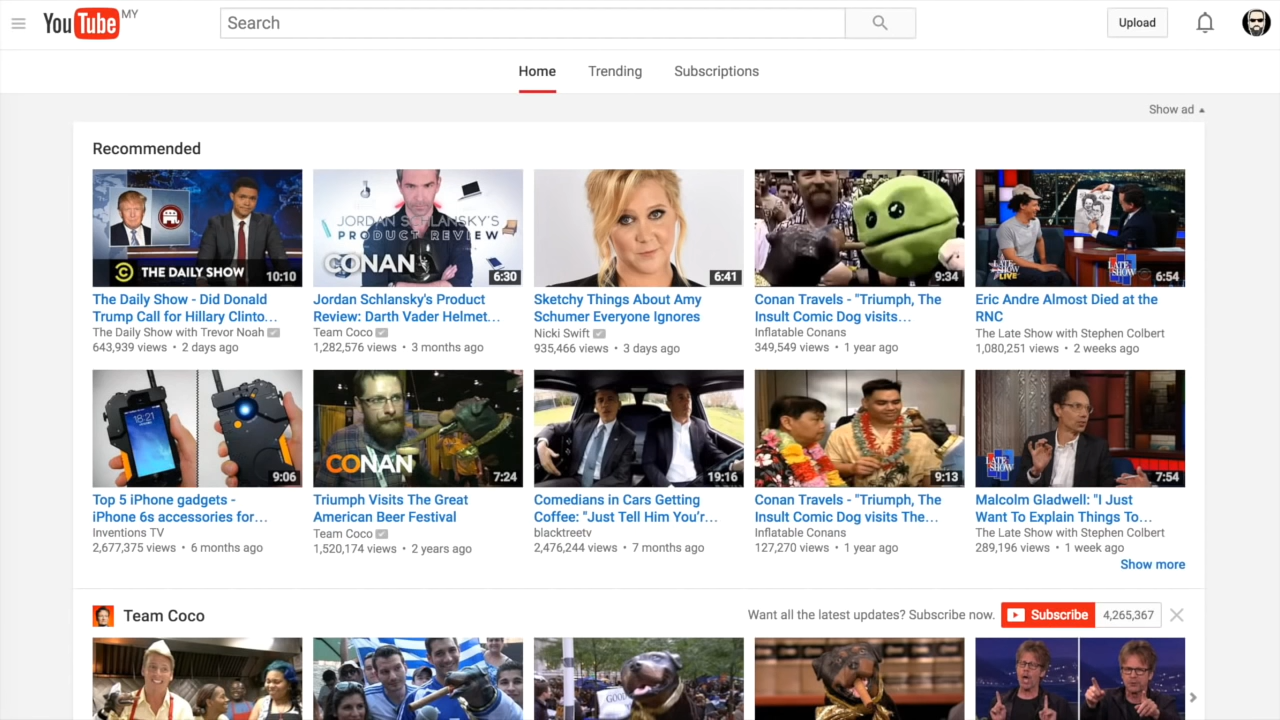 YouTube MY
Search
Upload
Home
Trending
Subscriptions
Show ad
Recommended
THE DAILY SHOW
10:10
JORDAN SCHLANSKY'S
PRODUCT REVIEW
CONAN
6:30
6:41
9:34
LATE SHOW
LIVE
LATE SHOW
6:54
The Daily Show - Did Donald
Trump Call for Hillary Clinto...
The Daily Show with Trevor Noah
643,939 views • 2 days ago
Jordan Schlansky's Product
Review: Darth Vader Helmet...
Team Coco
1,282,576 views • 3 months ago
Sketchy Things About Amy
Schumer Everyone Ignores
Nicki Swift
935,466 views • 3 days ago
Conan Travels - "Triumph, The
Insult Comic Dog visits...
Inflatable Conans
349,549 views • 1 year ago
Eric Andre Almost Died at the
RNC
The Late Show with Stephen Colbert
1,080,251 views • 2 weeks ago
18:21
9:06
CONAN
7:24
19:16
9:13
LATE SHOW
7:54
Top 5 iPhone gadgets -
iPhone 6s accessories for...
Inventions TV
2,677,375 views • 6 months ago
Triumph Visits The Great
American Beer Festival
Team Coco
1,520,174 views • 2 years ago
Comedians in Cars Getting
Coffee: "Just Tell Him You'r...
blacktreetv
2,476,244 views • 7 months ago
Conan Travels - "Triumph, The
Insult Comic Dog visits The...
Inflatable Conans
127,270 views • 1 year ago
Malcolm Gladwell: "I Just
Want To Explain Things To...
The Late Show with Stephen Colbert
289,196 views • 1 week ago
Show more
Team Coco
Want all the latest updates? Subscribe now.
Subscribe
4,265,367